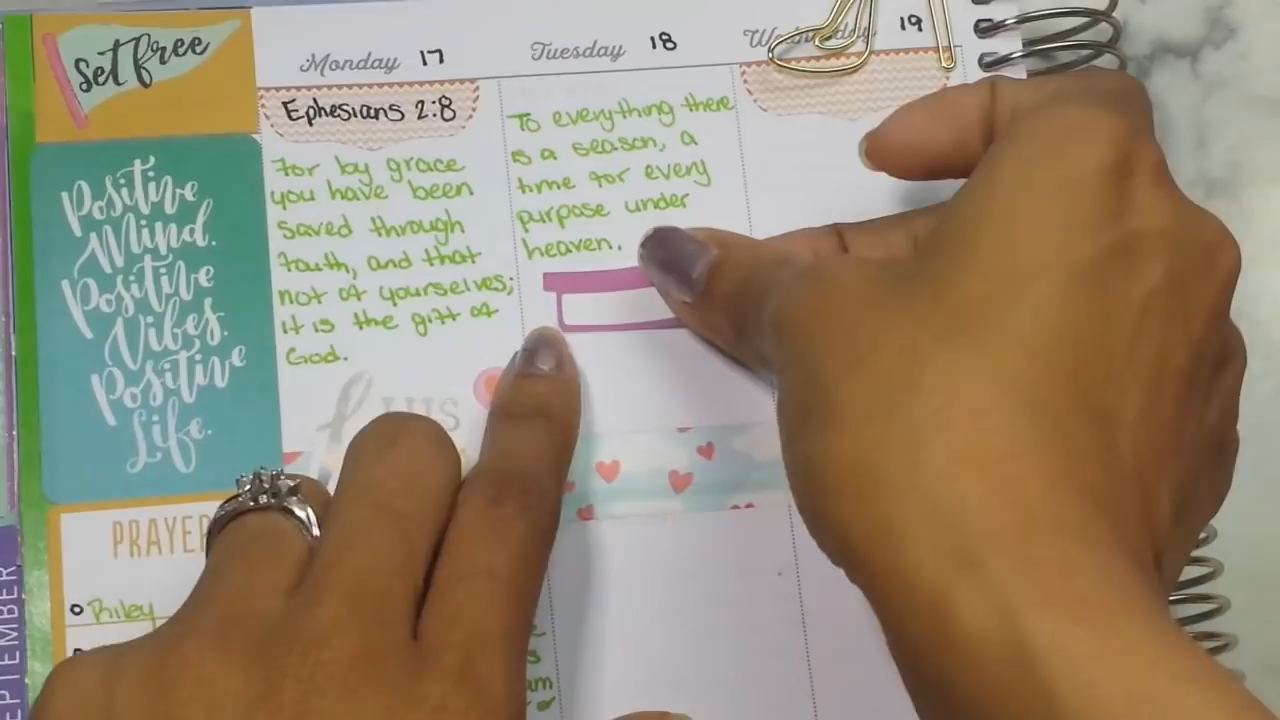 set free
Monday 17
Tuesday 18
Wednesday 19
Ephesians 2:8
For by grace
you have been
saved through
faith, and that
not of yourselves;
it is the gift of
God.
To everything there
is a season, a
time for every
purpose under
heaven.
Positive
Mind.
Positive
Vibes.
Positive
Life.
PRAYER
Riley
am